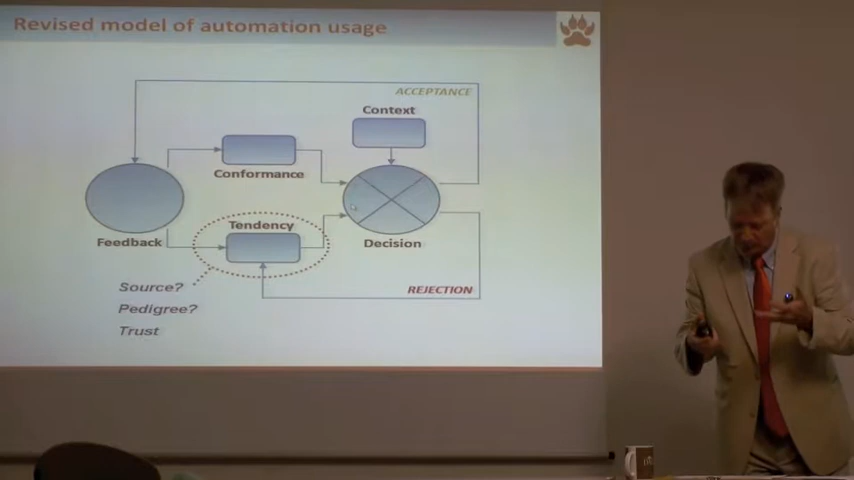 Revised model of automation usage
ACCEPTANCE
Context
Conformance
Tendency
Feedback
Decision
Source?
REJECTION
Pedigree?
Trust